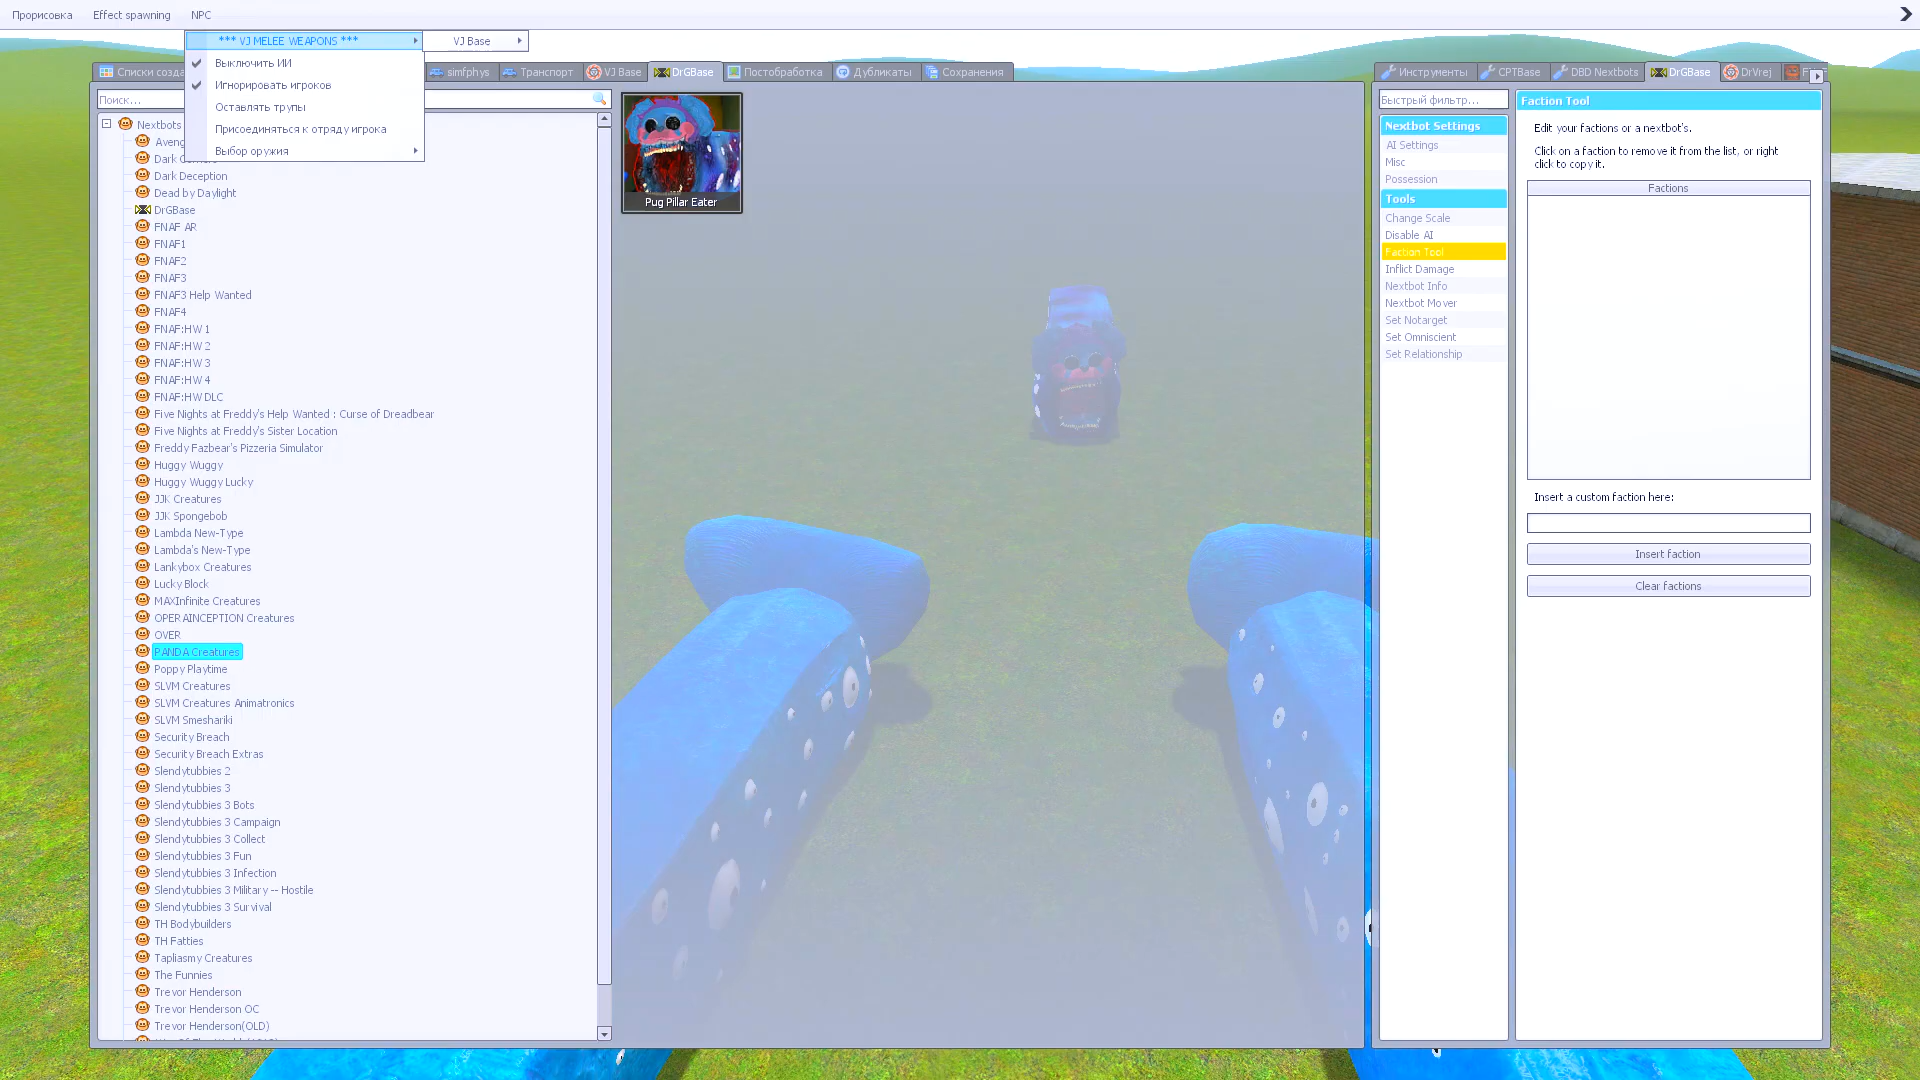 Прорисовка Effect spawning NPC
*** VJ MELEE WEAPONS ***
VJ Base
Выключить ИИ
Игнорировать игроков
Оставлять трупы
Присоединяться к отряду игрока
Выбор оружия
Списки созда
simfphys
Транспорт
VJ Base
DrGBase
Постобработка
Дубликаты
Сохранения
Поиск...
Nextbots
Dark Deception
Dead by Daylight
DrGBase
FNAF AR
FNAF1
FNAF2
FNAF3
FNAF3 Help Wanted
FNAF4
FNAF:HW 1
FNAF:HW 2
FNAF:HW 3
FNAF:HW 4
FNAF:HW DLC
Five Nights at Freddy's Help Wanted : Curse of Dreadbear
Five Nights at Freddy's Sister Location
Freddy Fazbear's Pizzeria Simulator
Huggy Wuggy
Huggy Wuggy Lucky
JJK Creatures
JJK Spongebob
Lambda New-Type
Lambda's New-Type
Lankybox Creatures
Lucky Block
MAXInfinite Creatures
OPERAINCEPTION Creatures
OVER
PANDA Creatures
Poppy Playtime
SLVM Creatures
SLVM Creatures Animatronics
SLVM Smeshariki
Security Breach
Security Breach Extras
Slendytubbies 2
Slendytubbies 3
Slendytubbies 3 Bots
Slendytubbies 3 Campaign
Slendytubbies 3 Collect
Slendytubbies 3 Fun
Slendytubbies 3 Infection
Slendytubbies 3 Military -- Hostile
Slendytubbies 3 Survival
TH Bodybuilders
TH Fatties
Tapliasmy Creatures
The Funnies
Trevor Henderson
Trevor Henderson OC
Trevor Henderson(OLD)
Pug Pillar Eater
Инструменты
CPTBase
DBD Nextbots
DrGBase
DrVrej
Быстрый фильтр...
Nextbot Settings
AI Settings
Misc
Possession
Tools
Change Scale
Disable AI
Faction Tool
Inflict Damage
Nextbot Info
Nextbot Mover
Set Notarget
Set Omniscient
Set Relationship
Faction Tool
Edit your factions or a nextbot's.
Click on a faction to remove it from the list, or right
click to copy it.
Factions
Insert a custom faction here:
Insert faction
Clear factions